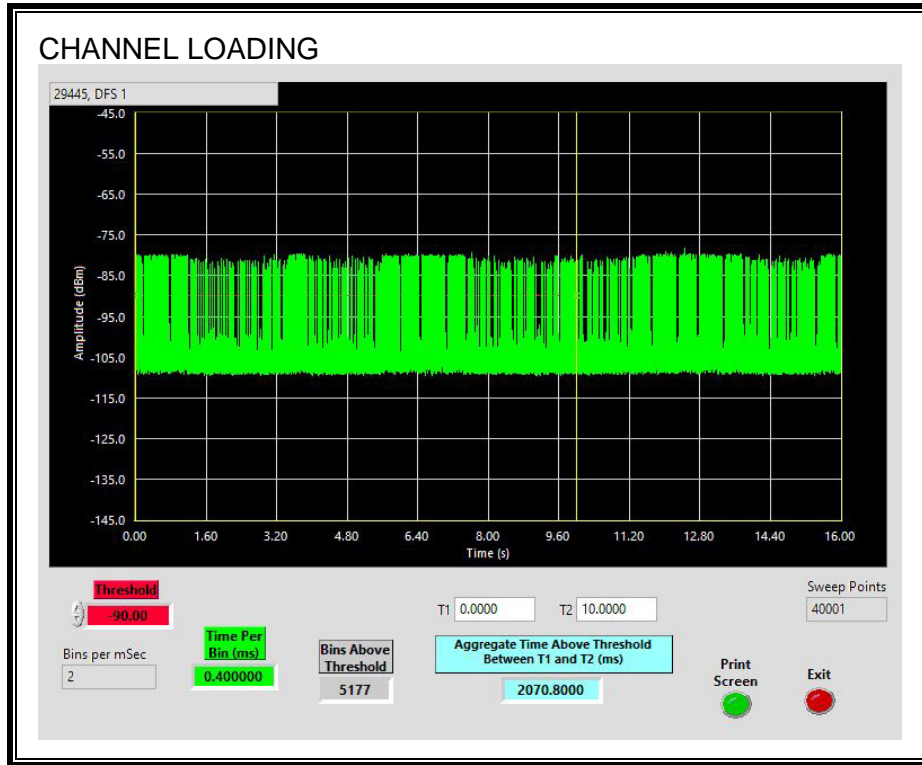 CHANNEL LOADING
29445, DFS 1
-45.0
-55.0
-65.0
-75.0
-85.0
-95.0
-105.0
-115.0
-125.0
-135.0
-145.0
Amplitude (dBm)
0.00 1.60 3.20 4.80 6.40 8.00 9.60 11.20 12.80 14.40 16.00
Time (s)
Threshold
-90.00
Bins per mSec
2
Time Per
Bin (ms)
0.400000
Bins Above
Threshold
5177
T1 0.0000 T2 10.0000
Aggregate Time Above Threshold
Between T1 and T2 (ms)
2070.8000
Sweep Points
40001
Print
Screen
Exit